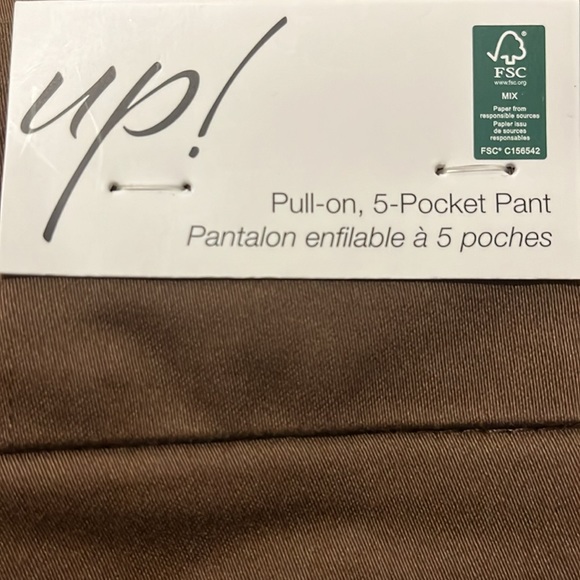 up!
FSC
www.fsc.org
MIX
Paper from
responsible sources
Papier issu
de sources
responsables
FSC® C156542
Pull-on, 5-Pocket Pant
Pantalon enfilable à 5 poches